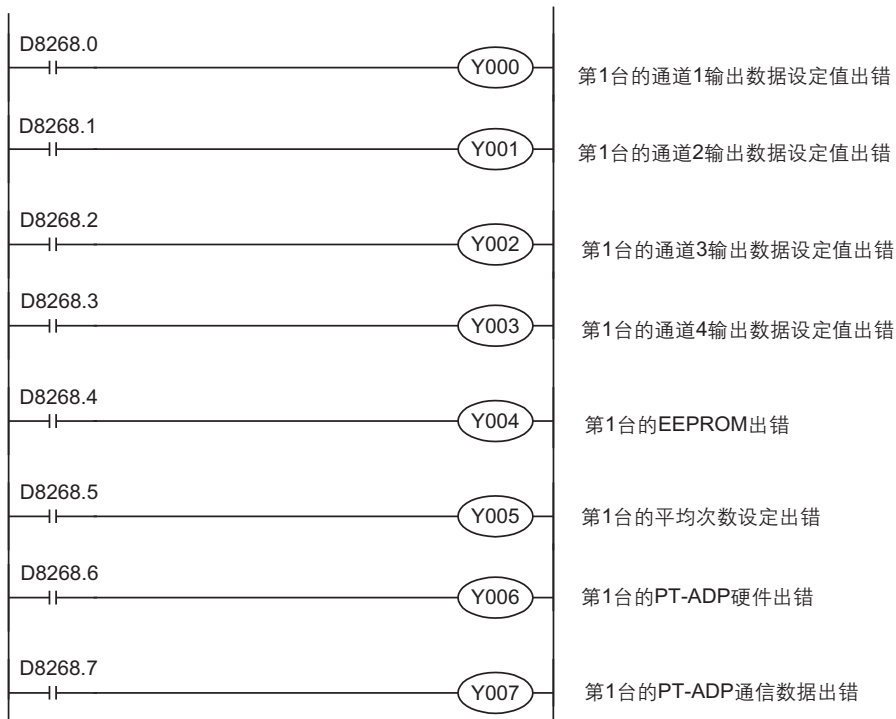 D8268.0
Y000
第1台的通道1输出数据设定值出错
D8268.1
Y001
第1台的通道2输出数据设定值出错
D8268.2
Y002
第1台的通道3输出数据设定值出错
D8268.3
Y003
第1台的通道4输出数据设定值出错
D8268.4
Y004
第1台的EEPROM出错
D8268.5
Y005
第1台的平均次数设定出错
D8268.6
Y006
第1台的PT-ADP硬件出错
D8268.7
Y007
第1台的PT-ADP通信数据出错